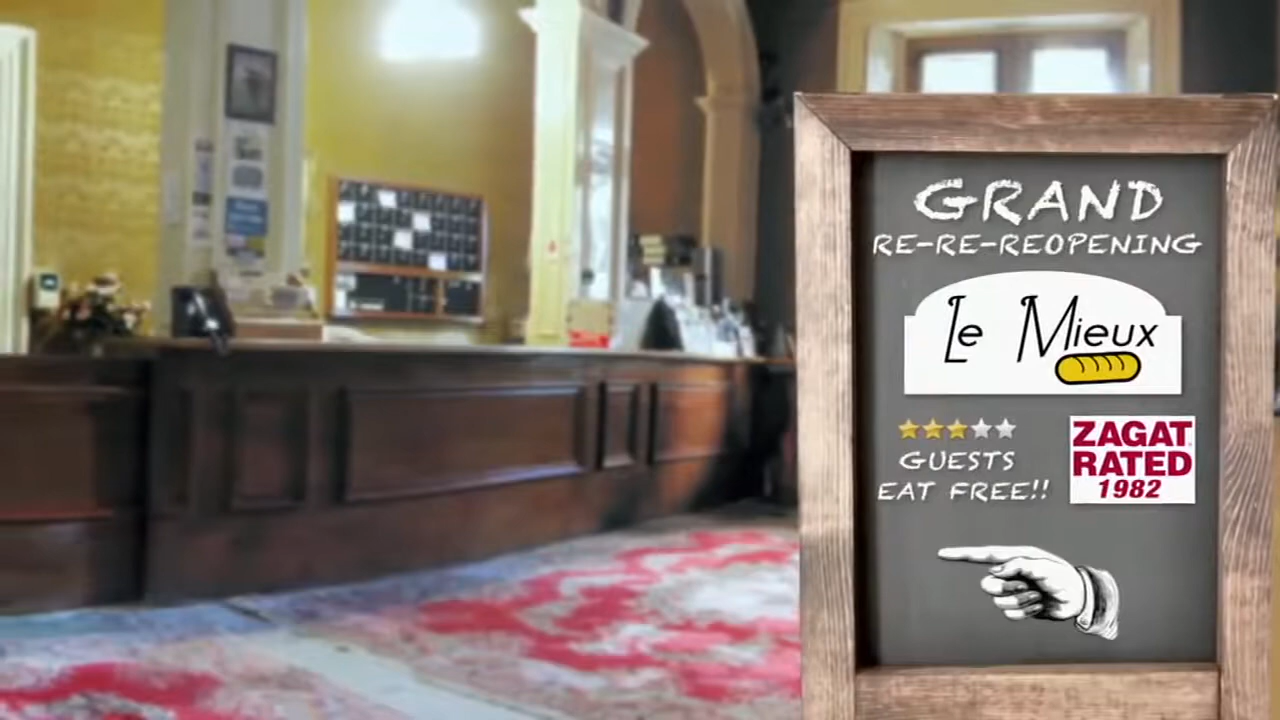 GRAND
RE-RE-REOPENING
Le Mieux
GUESTS
EAT FREE!!
ZAGAT
RATED
1982